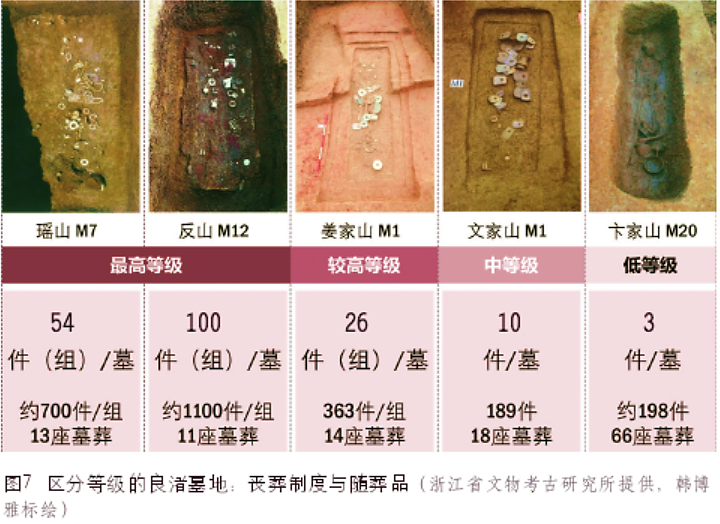 M1
瑶山 M7 反山 M12 姜家山 M1 文家山 M1 卞家山 M20
最高等级 较高等级 中等级 低等级
54 100 26 10 3
件（组）/墓 件（组）/墓 件（组）/墓 件/墓 件/墓
约700件/组 约1100件/组 363件/组 189件 约198件
13座墓葬 11座墓葬 14座墓葬 18座墓葬 66座墓葬
图7 区分等级的良渚墓地：丧葬制度与随葬品（浙江省文物考古研究所提供，韩博
雅标绘）